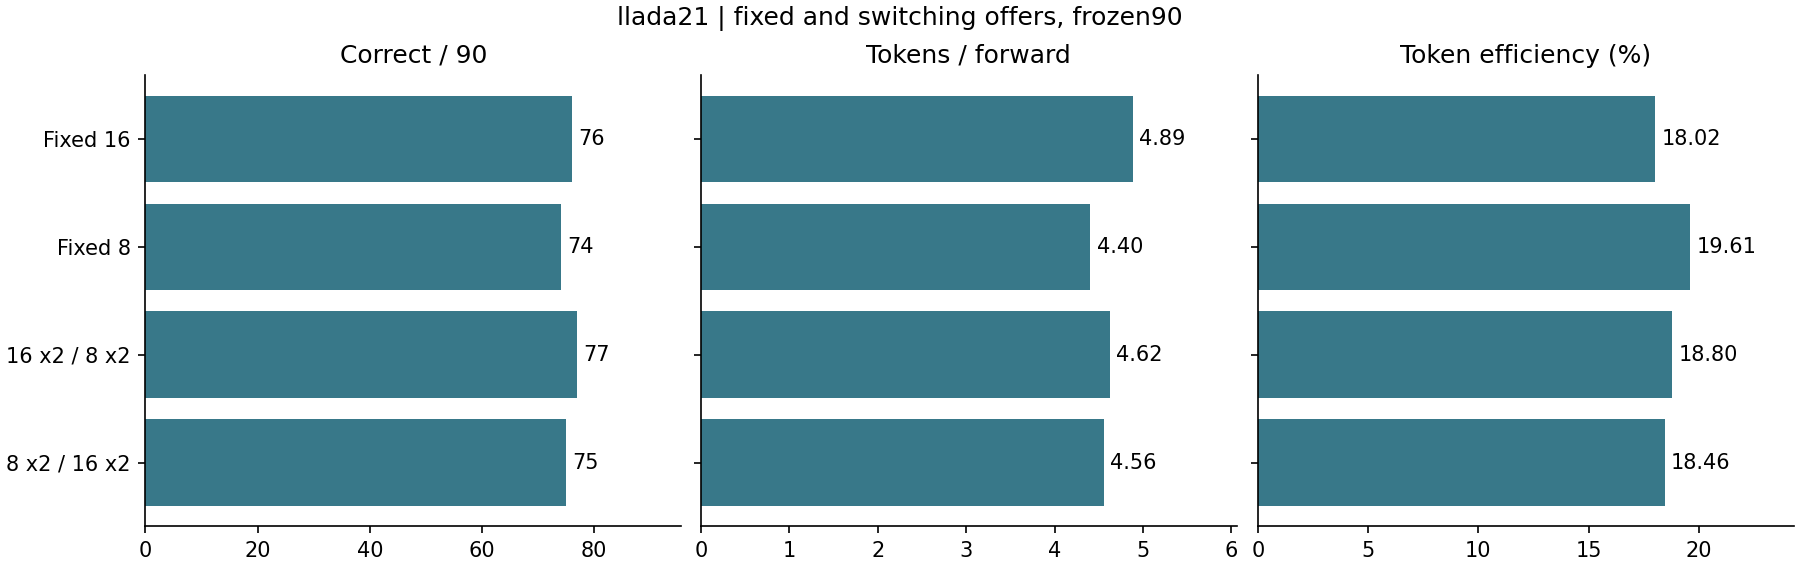 llada21 | fixed and switching offers, frozen90
Correct / 90
Tokens / forward
Token efficiency (%)
Fixed 16
76
4.89
18.02
Fixed 8
74
4.40
19.61
16 x2 / 8 x2
77
4.62
18.80
8 x2 / 16 x2
75
4.56
18.46
0 20 40 60 80
0 1 2 3 4 5 6
0 5 10 15 20